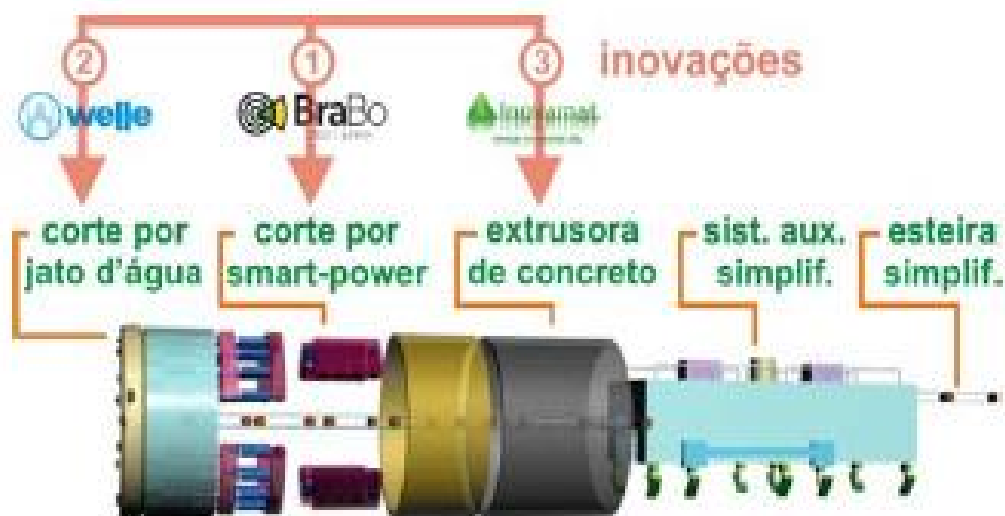 2
1
3
inovações
welle
BraBo
corte por
jato d'água
corte por
smart-power
extrusora
de concreto
sist. aux.
simplif.
esteira
simplif.